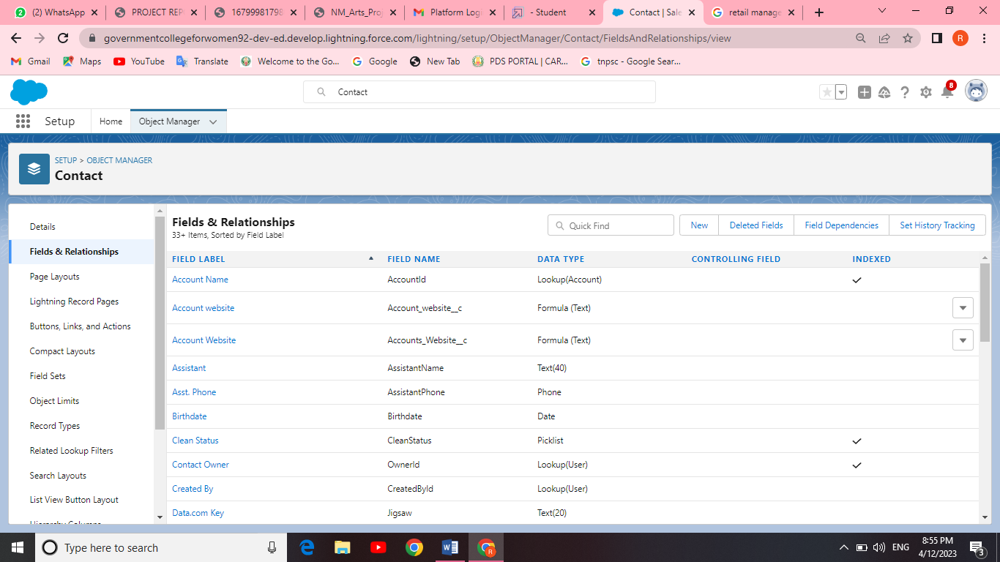 (2) WhatsApp
PROJECT REP
16799981798
NM_Arts_Proj
Platform Logi
- Student
Contact | Sale
retail manage
governmentcollegeforwomen92-dev-ed.develop.lightning.force.com/lightning/setup/ObjectManager/Contact/FieldsAndRelationships/view
R
Gmail
Maps
YouTube
Translate
Welcome to the Go...
Google
New Tab
PDS PORTAL | CAR...
tnpsc - Google Sear...
Contact
8
Setup
Home
Object Manager
SETUP > OBJECT MANAGER
Contact
Details
Fields & Relationships
Page Layouts
Lightning Record Pages
Buttons, Links, and Actions
Compact Layouts
Field Sets
Object Limits
Record Types
Related Lookup Filters
Search Layouts
List View Button Layout
Hierarchy Columns
Fields & Relationships
33+ Items, Sorted by Field Label
Quick Find
New
Deleted Fields
Field Dependencies
Set History Tracking
FIELD LABEL FIELD NAME DATA TYPE CONTROLLING FIELD INDEXED
Account Name AccountId Lookup(Account)
Account website Account_website__c Formula (Text)
Account Website Accounts_Website__c Formula (Text)
Assistant AssistantName Text(40)
Asst. Phone AssistantPhone Phone
Birthdate Birthdate Date
Clean Status CleanStatus Picklist
Contact Owner OwnerId Lookup(User)
Created By CreatedById Lookup(User)
Data.com Key Jigsaw Text(20)
Type here to search
ENG
8:55 PM
4/12/2023
3